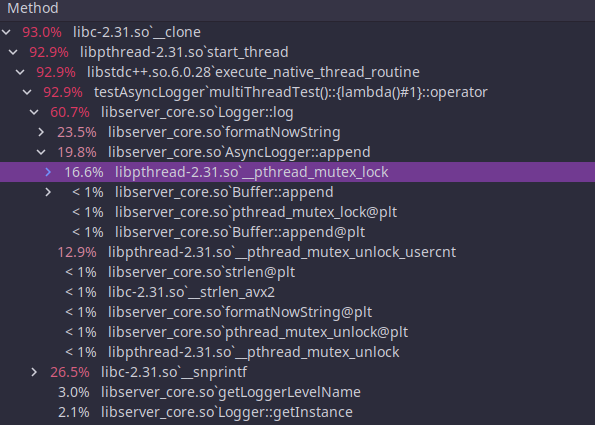 Method
93.0% libc-2.31.so`__clone
92.9% libpthread-2.31.so`start_thread
92.9% libstdc++.so.6.0.28`execute_native_thread_routine
92.9% testAsyncLogger`multiThreadTest()::{lambda()#1}::operator
60.7% libserver_core.so`Logger::log
23.5% libserver_core.so`formatNowString
19.8% libserver_core.so`AsyncLogger::append
16.6% libpthread-2.31.so`__pthread_mutex_lock
< 1% libserver_core.so`Buffer::append
< 1% libserver_core.so`pthread_mutex_lock@plt
< 1% libserver_core.so`Buffer::append@plt
12.9% libpthread-2.31.so`__pthread_mutex_unlock_usercnt
< 1% libserver_core.so`strlen@plt
< 1% libc-2.31.so`__strlen_avx2
< 1% libserver_core.so`formatNowString@plt
< 1% libserver_core.so`pthread_mutex_unlock@plt
< 1% libpthread-2.31.so`__pthread_mutex_unlock
26.5% libc-2.31.so`__snprintf
3.0% libserver_core.so`getLoggerLevelName
2.1% libserver_core.so`Logger::getInstance